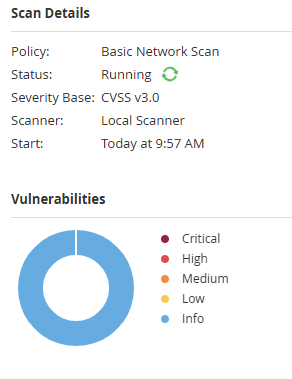 Scan Details
Policy: Basic Network Scan
Status: Running
Severity Base: CVSS v3.0
Scanner: Local Scanner
Start: Today at 9:57 AM
Vulnerabilities
Critical
High
Medium
Low
Info